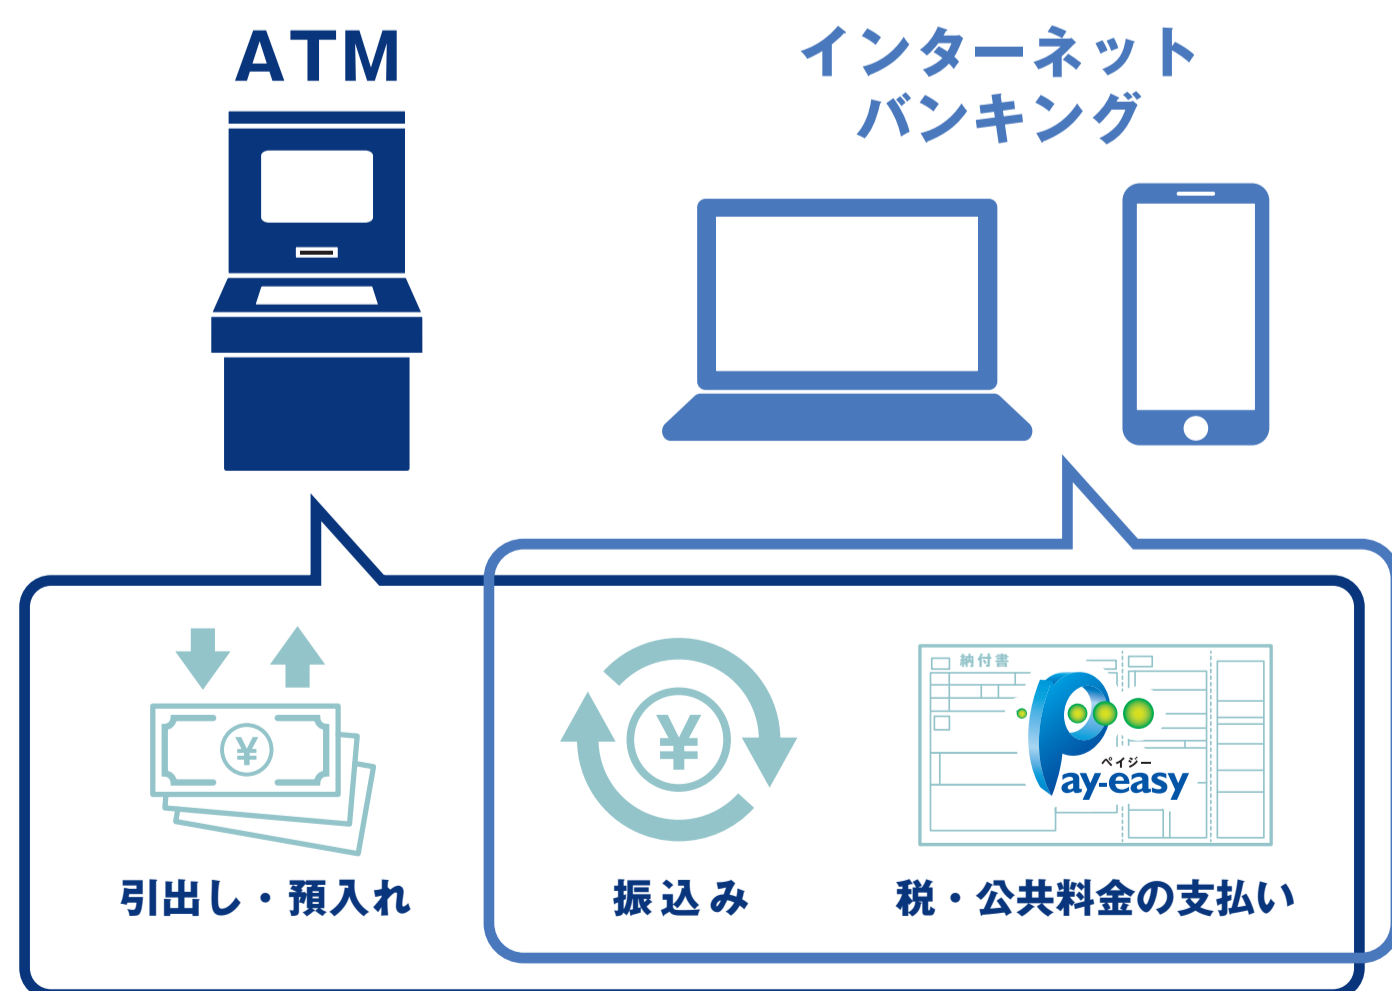 ATM
インターネット
バンキング
¥
引出し・預入れ
¥
振込み
納付書
ペイジー
Pay-easy
税・公共料金の支払い